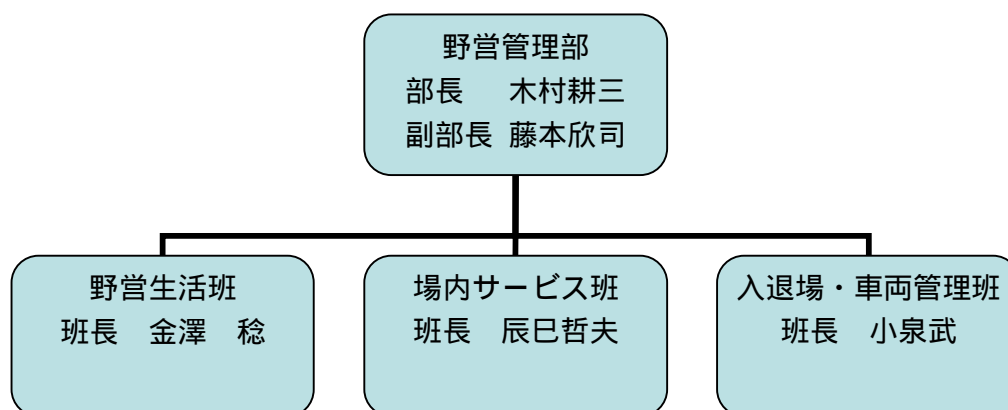 野営管理部
部長　木村耕三
副部長 藤本欣司
野営生活班
班長　金澤　稔
場内サービス班
班長　辰巳哲夫
入退場・車両管理班
班長　小泉武